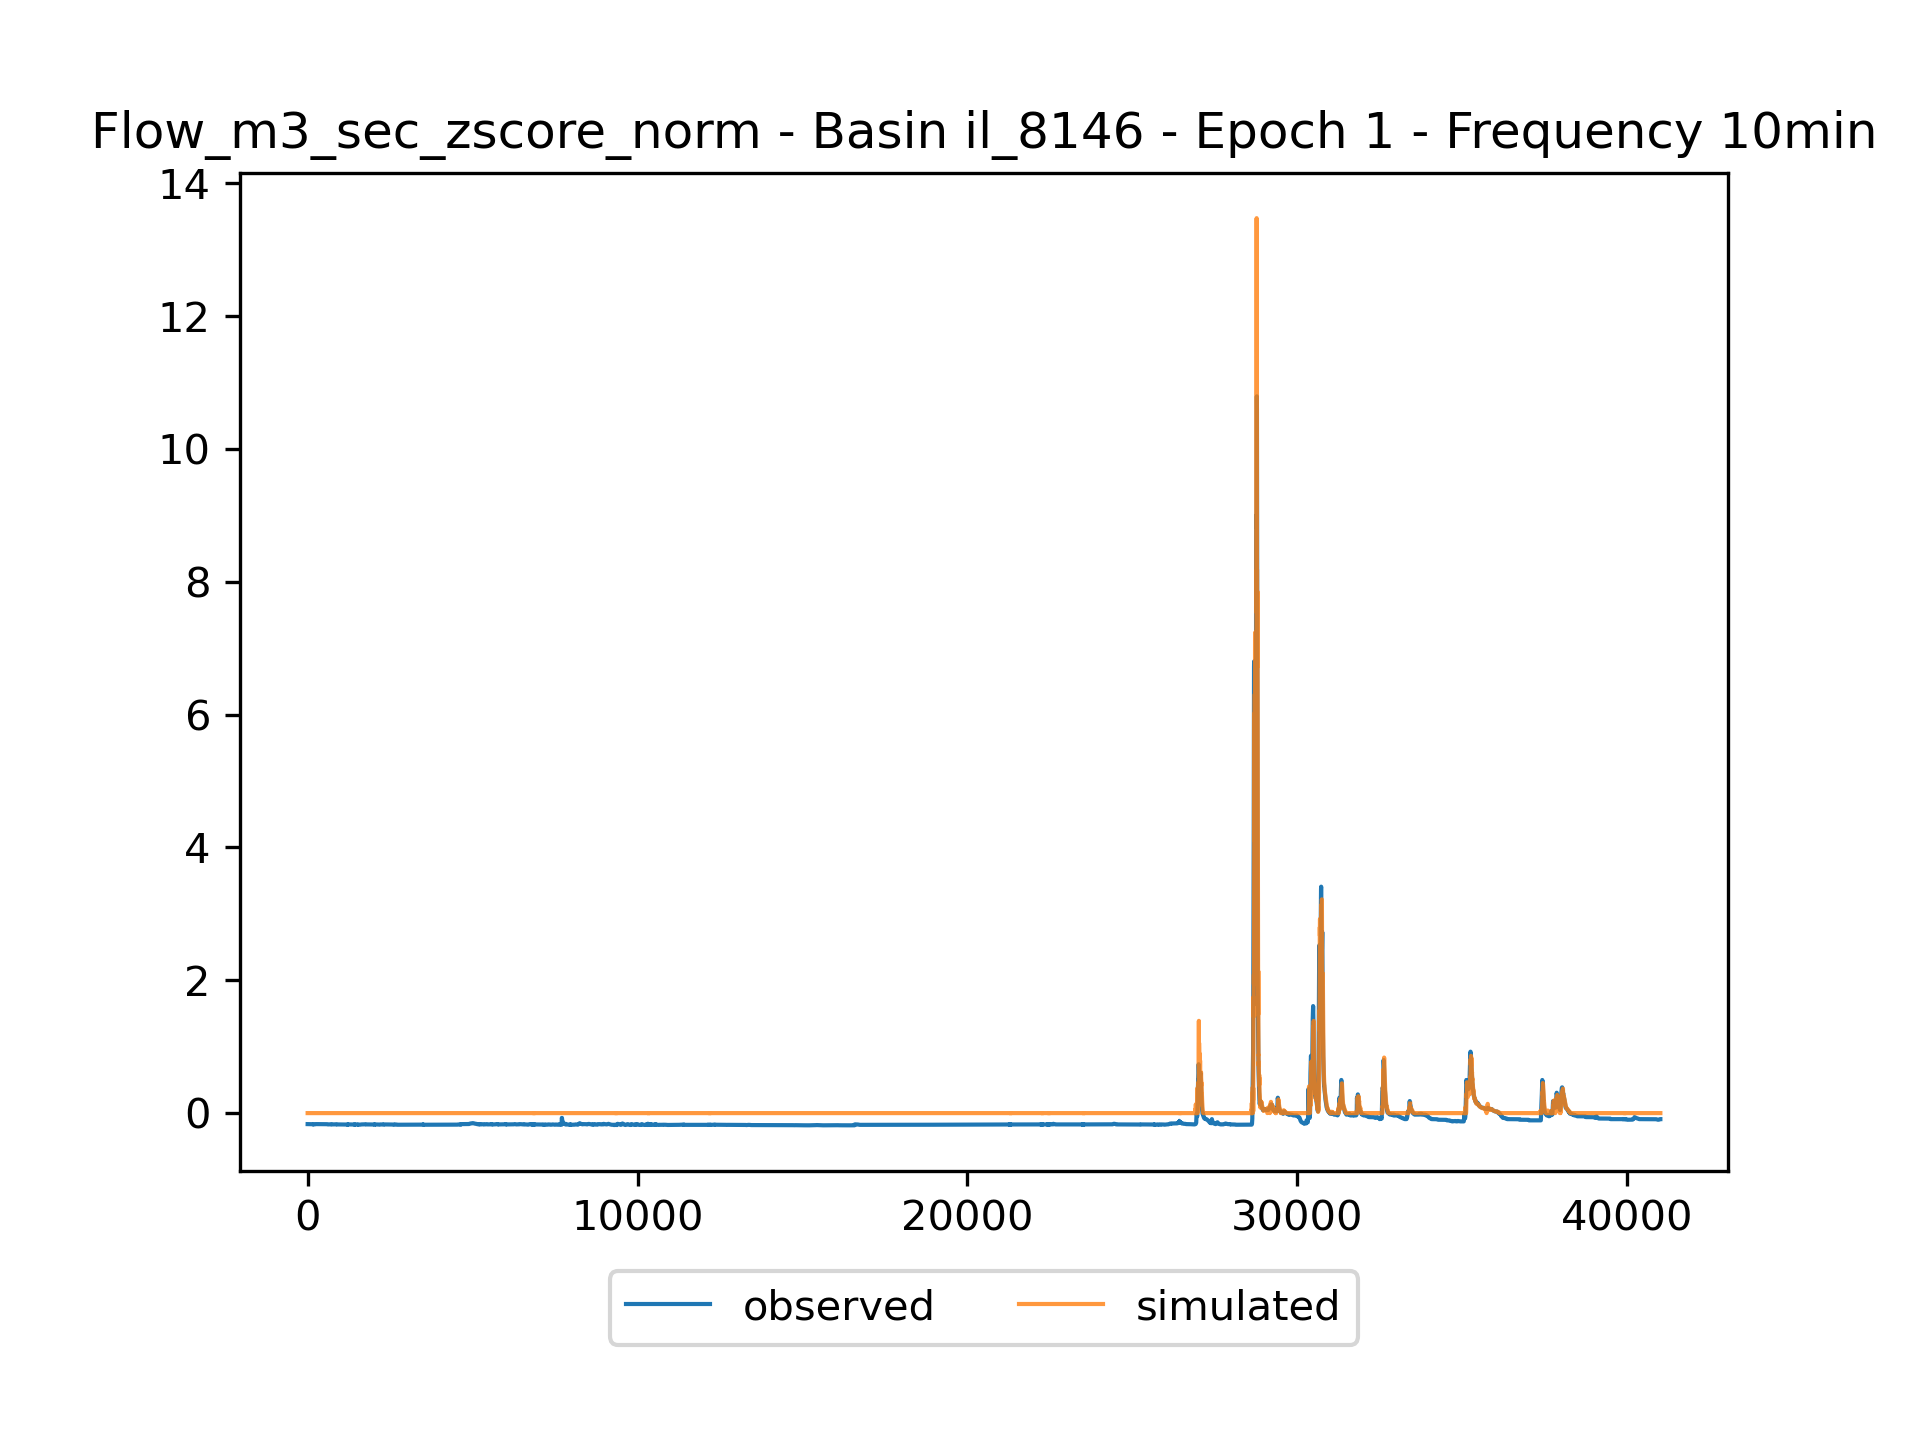 Flow_m3_sec_zscore_norm - Basin il_8146 - Epoch 1 - Frequency 10min
14
12
10
8
6
4
2
0
0 10000 20000 30000 40000
observed simulated